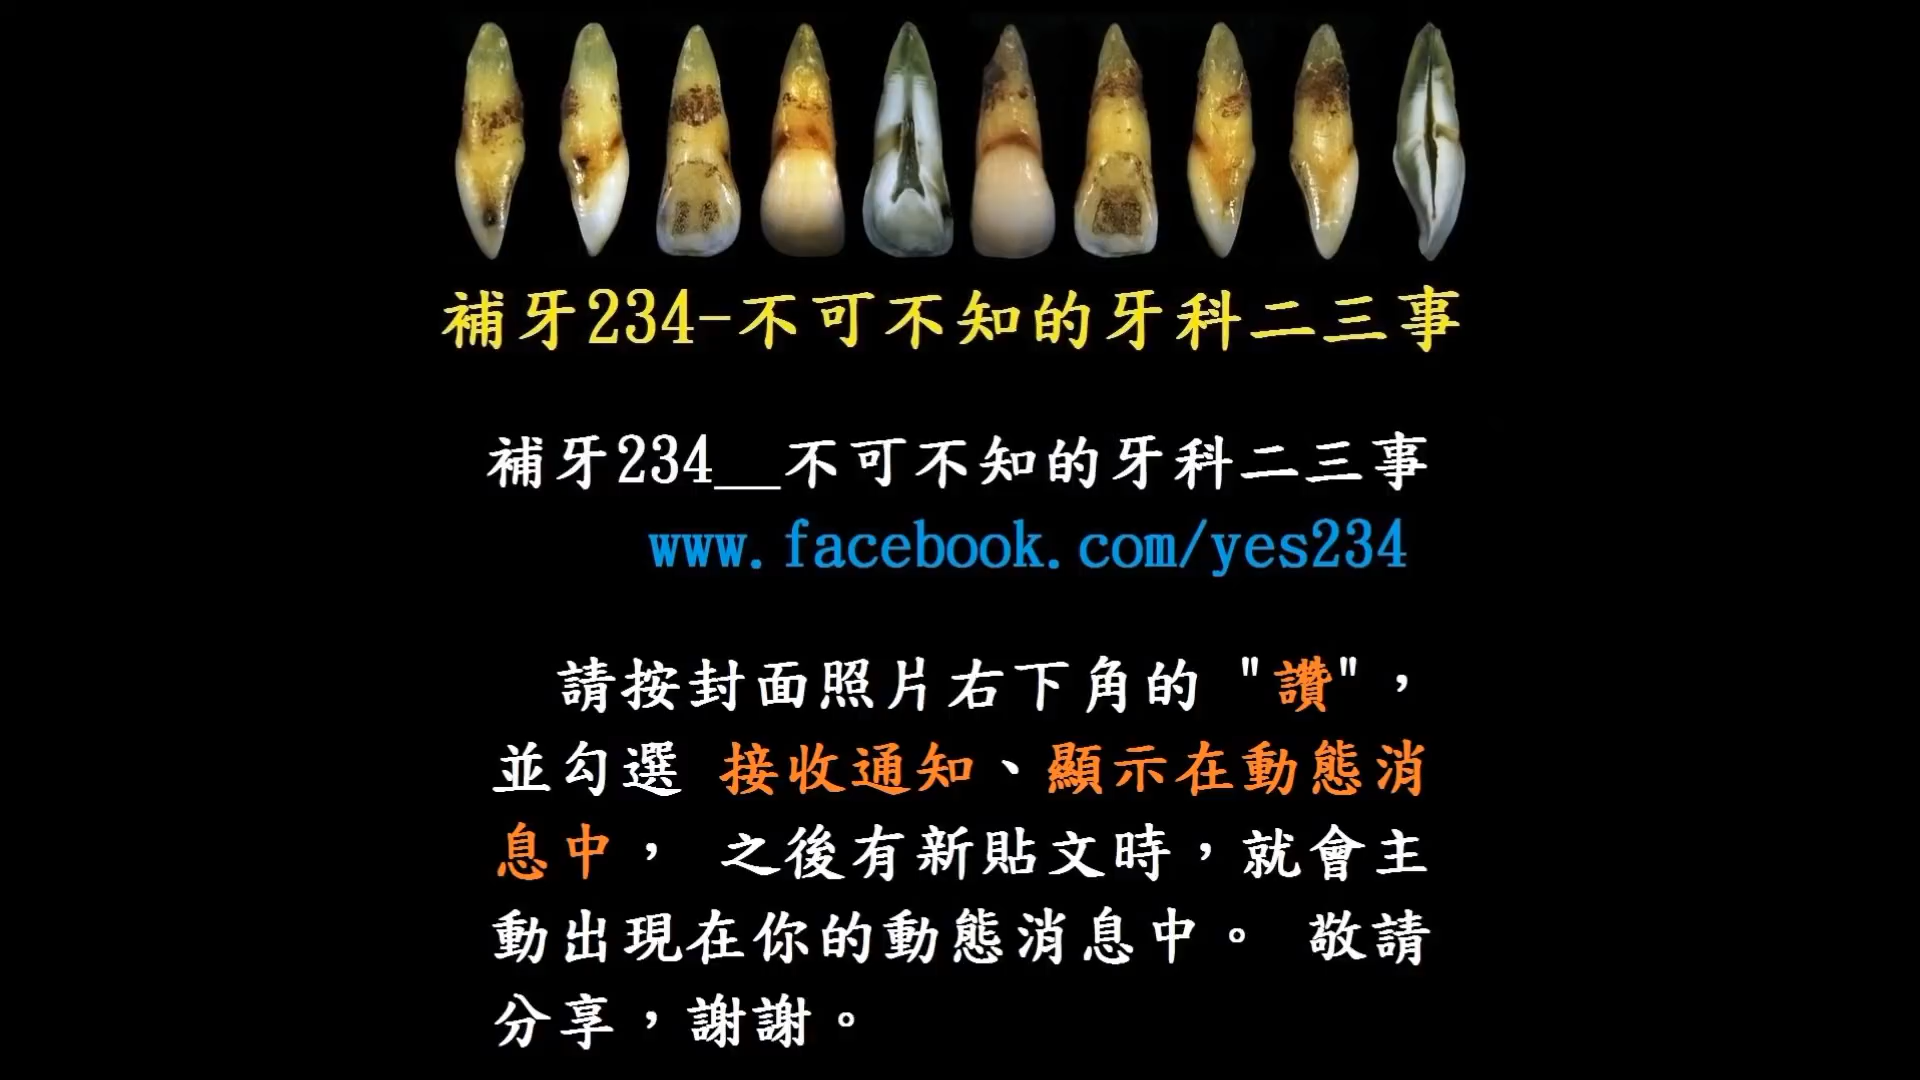 補牙234-不可不知的牙科二三事
補牙234__不可不知的牙科二三事
www.facebook.com/yes234
請按封面照片右下角的 "讚"，
並勾選 接收通知、顯示在動態消
息中， 之後有新貼文時，就會主
動出現在你的動態消息中。 敬請
分享，謝謝。